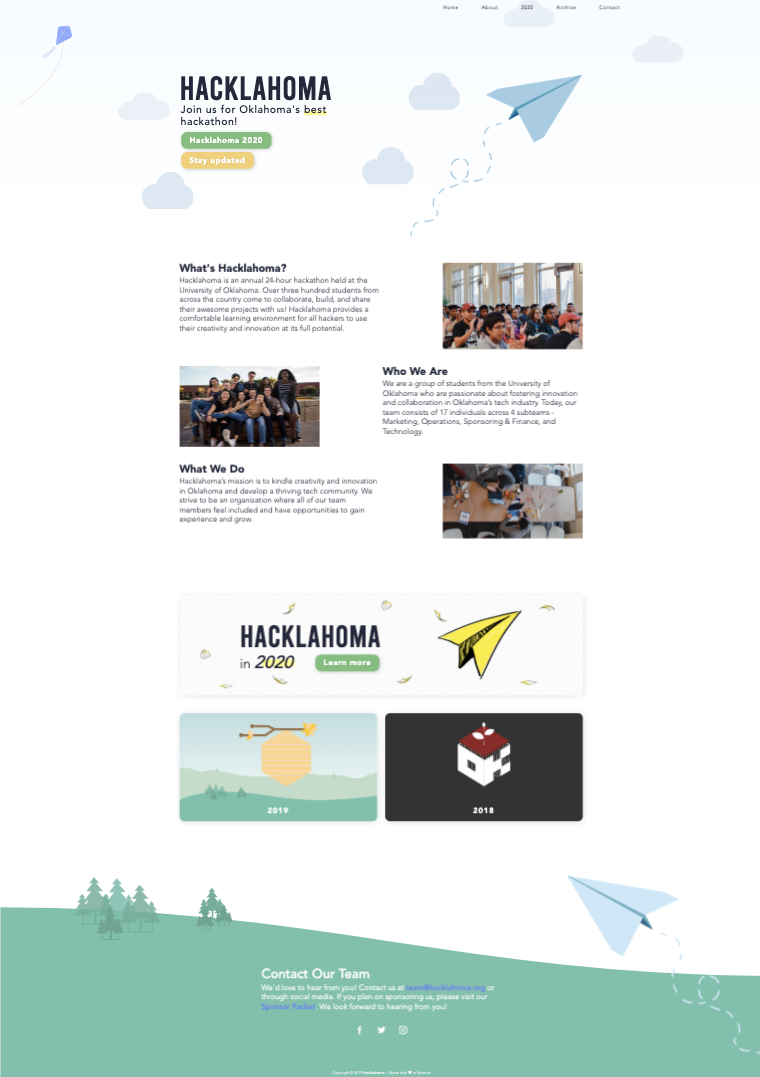 Home About 2020 Archive Contact
HACKLAHOMA
Join us for Oklahoma's best
hackathon!
Hacklahoma 2020
Stay updated
What's Hacklahoma?
Hacklahoma is an annual 24-hour hackathon held at the
University of Oklahoma. Over three hundred students from
across the country come to collaborate, build, and share
their awesome projects with us! Hacklahoma provides a
comfortable learning environment for all hackers to use
their creativity and innovation at its full potential.
Who We Are
We are a group of students from the University of
Oklahoma who are passionate about fostering innovation
and collaboration in Oklahoma's tech industry. Today, our
team consists of 17 individuals across 4 subteams -
Marketing, Operations, Sponsoring & Finance, and
Technology.
What We Do
Hacklahoma's mission is to kindle creativity and innovation
in Oklahoma and develop a thriving tech community. We
strive to be an organization where all of our team
members feel included and have opportunities to gain
experience and grow.
HACKLAHOMA
in 2020 Learn more
2019
2018
Contact Our Team
We'd love to hear from you! Contact us at team@hacklahoma.org or
through social media. If you plan on sponsoring us, please visit our
Sponsor Packet. We look forward to hearing from you!
Copyright © 2019 Hacklahoma - Made with ♥ in Norman